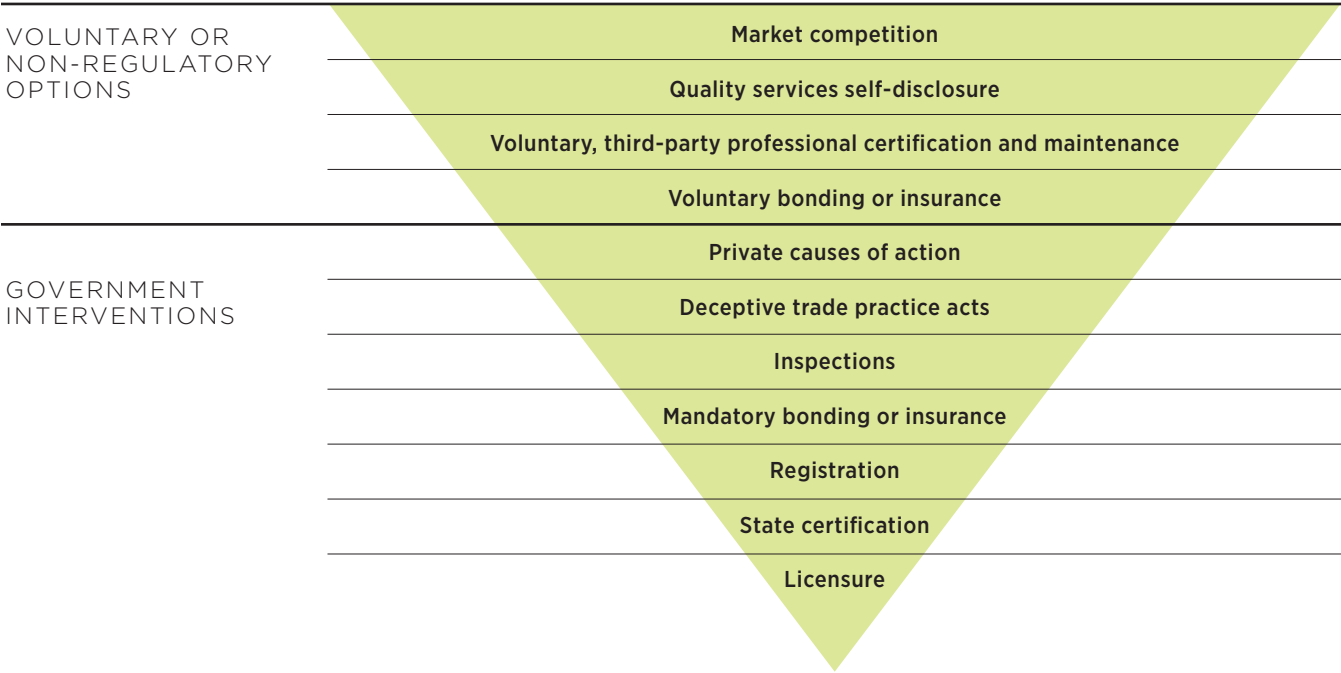 VOLUNTARY OR
NON-REGULATORY
OPTIONS
Market competition
Quality services self-disclosure
Voluntary, third-party professional certification and maintenance
Voluntary bonding or insurance
GOVERNMENT
INTERVENTIONS
Private causes of action
Deceptive trade practice acts
Inspections
Mandatory bonding or insurance
Registration
State certification
Licensure